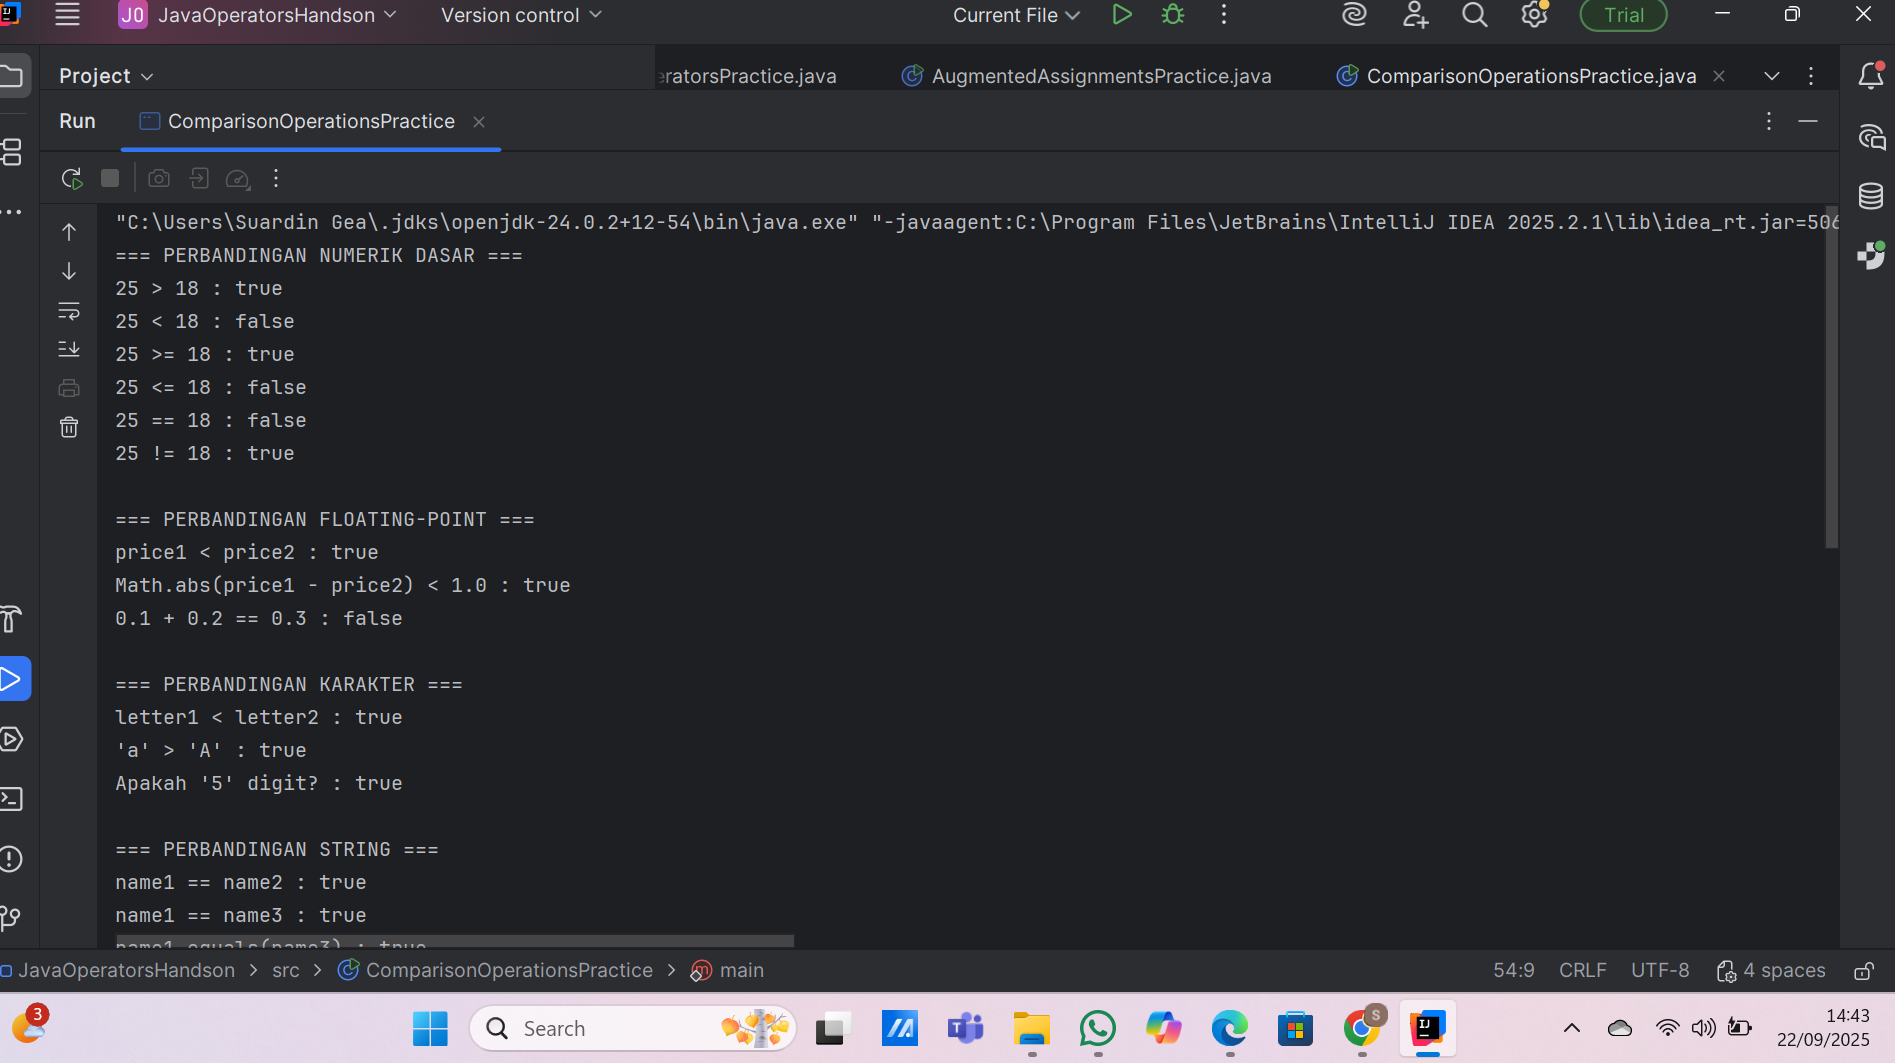 JO JavaOperatorsHandson Version control Current File Trial
Project ratorsPractice.java AugmentedAssignmentsPractice.java ComparisonOperationsPractice.java
Run ComparisonOperationsPractice
"C:\Users\Suardin Gea\.jdks\openjdk-24.0.2+12-54\bin\java.exe" "-javaagent:C:\Program Files\JetBrains\IntelliJ IDEA 2025.2.1\lib\idea_rt.jar=506
=== PERBANDINGAN NUMERIK DASAR ===
25 > 18 : true
25 < 18 : false
25 >= 18 : true
25 <= 18 : false
25 == 18 : false
25 != 18 : true
=== PERBANDINGAN FLOATING-POINT ===
price1 < price2 : true
Math.abs(price1 - price2) < 1.0 : true
0.1 + 0.2 == 0.3 : false
=== PERBANDINGAN KARAKTER ===
letter1 < letter2 : true
'a' > 'A' : true
Apakah '5' digit? : true
=== PERBANDINGAN STRING ===
name1 == name2 : true
name1 == name3 : true
name1.equals(name3) : true
JavaOperatorsHandson > src > ComparisonOperationsPractice > main 54:9 CRLF UTF-8 4 spaces
3 Search 14:43
22/09/2025